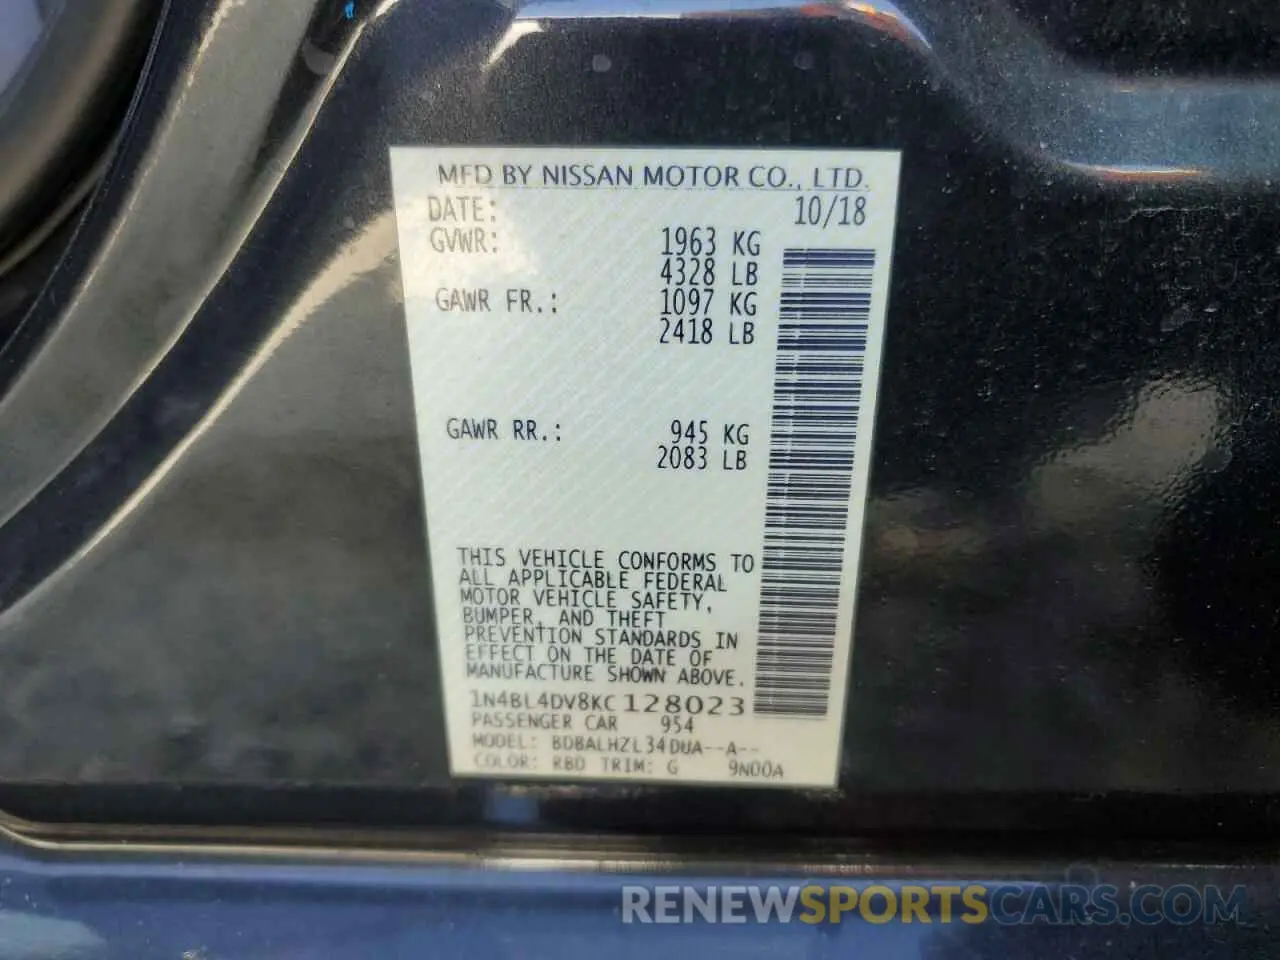 MFD BY NISSAN MOTOR CO., LTD.
DATE: 10/18
GVWR: 1963 KG
4328 LB
GAWR FR.: 1097 KG
2418 LB
GAWR RR.: 945 KG
2083 LB
THIS VEHICLE CONFORMS TO
ALL APPLICABLE FEDERAL
MOTOR VEHICLE SAFETY,
BUMPER, AND THEFT
PREVENTION STANDARDS IN
EFFECT ON THE DATE OF
MANUFACTURE SHOWN ABOVE.
1N4BL4DV8KC128023
PASSENGER CAR 954
MODEL: BDBALHZL34DUA--A--
COLOR: RBD TRIM: G 9N00A
RENEWSPORTSCARS.COM